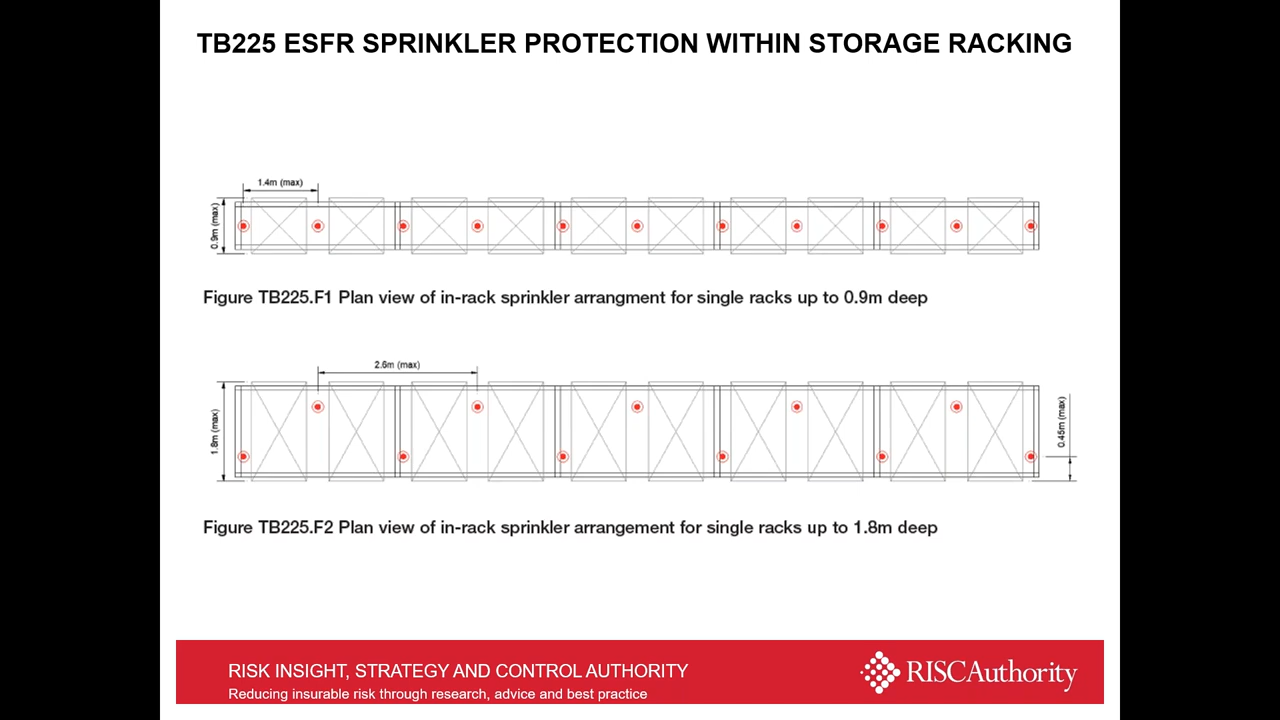 TB225 ESFR SPRINKLER PROTECTION WITHIN STORAGE RACKING
1.4m (max)
0.9m (max)
Figure TB225.F1 Plan view of in-rack sprinkler arrangment for single racks up to 0.9m deep
2.6m (max)
1.8m (max)
0.45m (max)
Figure TB225.F2 Plan view of in-rack sprinkler arrangement for single racks up to 1.8m deep
RISK INSIGHT, STRATEGY AND CONTROL AUTHORITY
Reducing insurable risk through research, advice and best practice
RISCAuthority